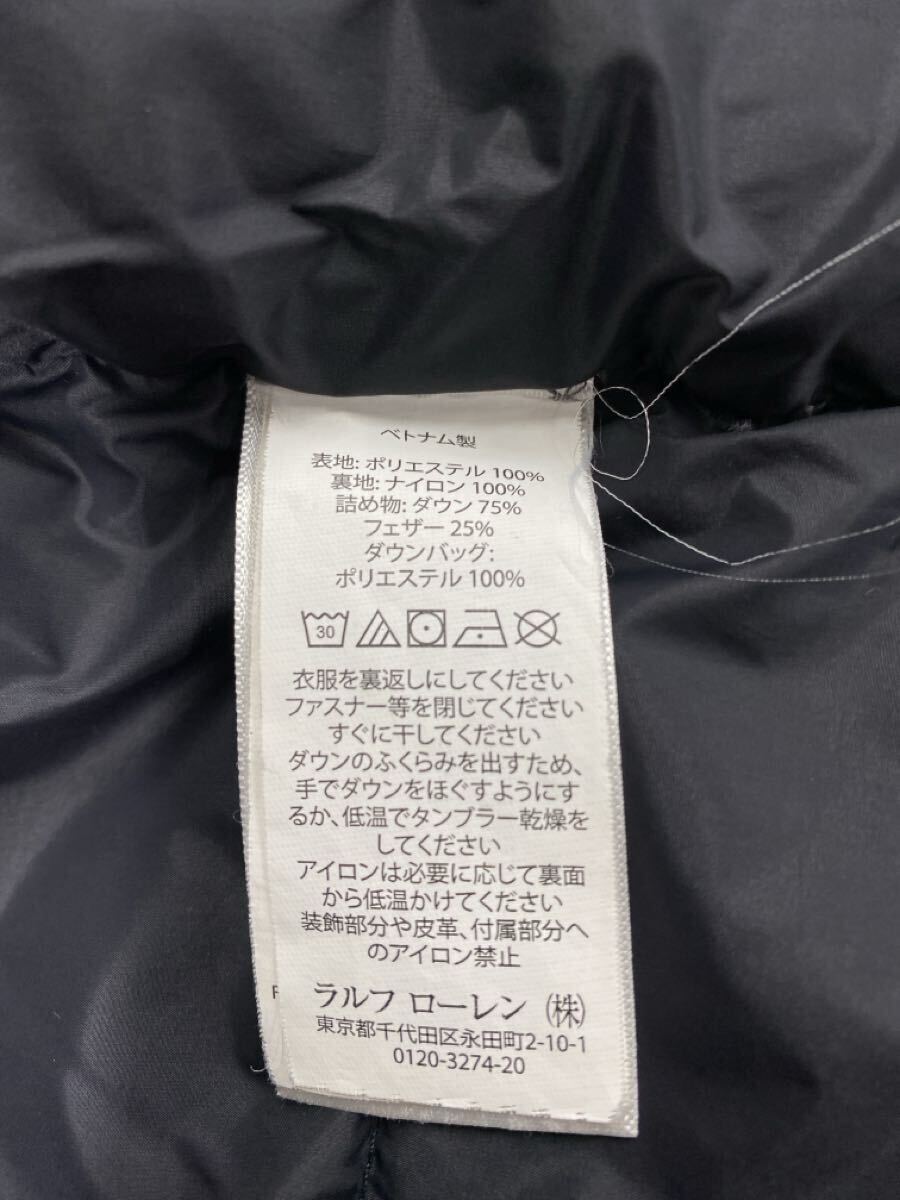 ベトナム製
表地: ポリエステル 100%
裏地: ナイロン 100%
詰め物: ダウン 75%
フェザー 25%
ダウンバッグ:
ポリエステル 100%
30
衣服を裏返しにしてください
ファスナー等を閉じてください
すぐに干してください
ダウンのふくらみを出すため、
手でダウンをほぐすようにす
るか、低温でタンブラー乾燥を
してください
アイロンは必要に応じて裏面
から低温かけてください
装飾部分や皮革、付属部分へ
のアイロン禁止
F
ラルフ ローレン ㈱
東京都千代田区永田町2-10-1
0120-3274-20